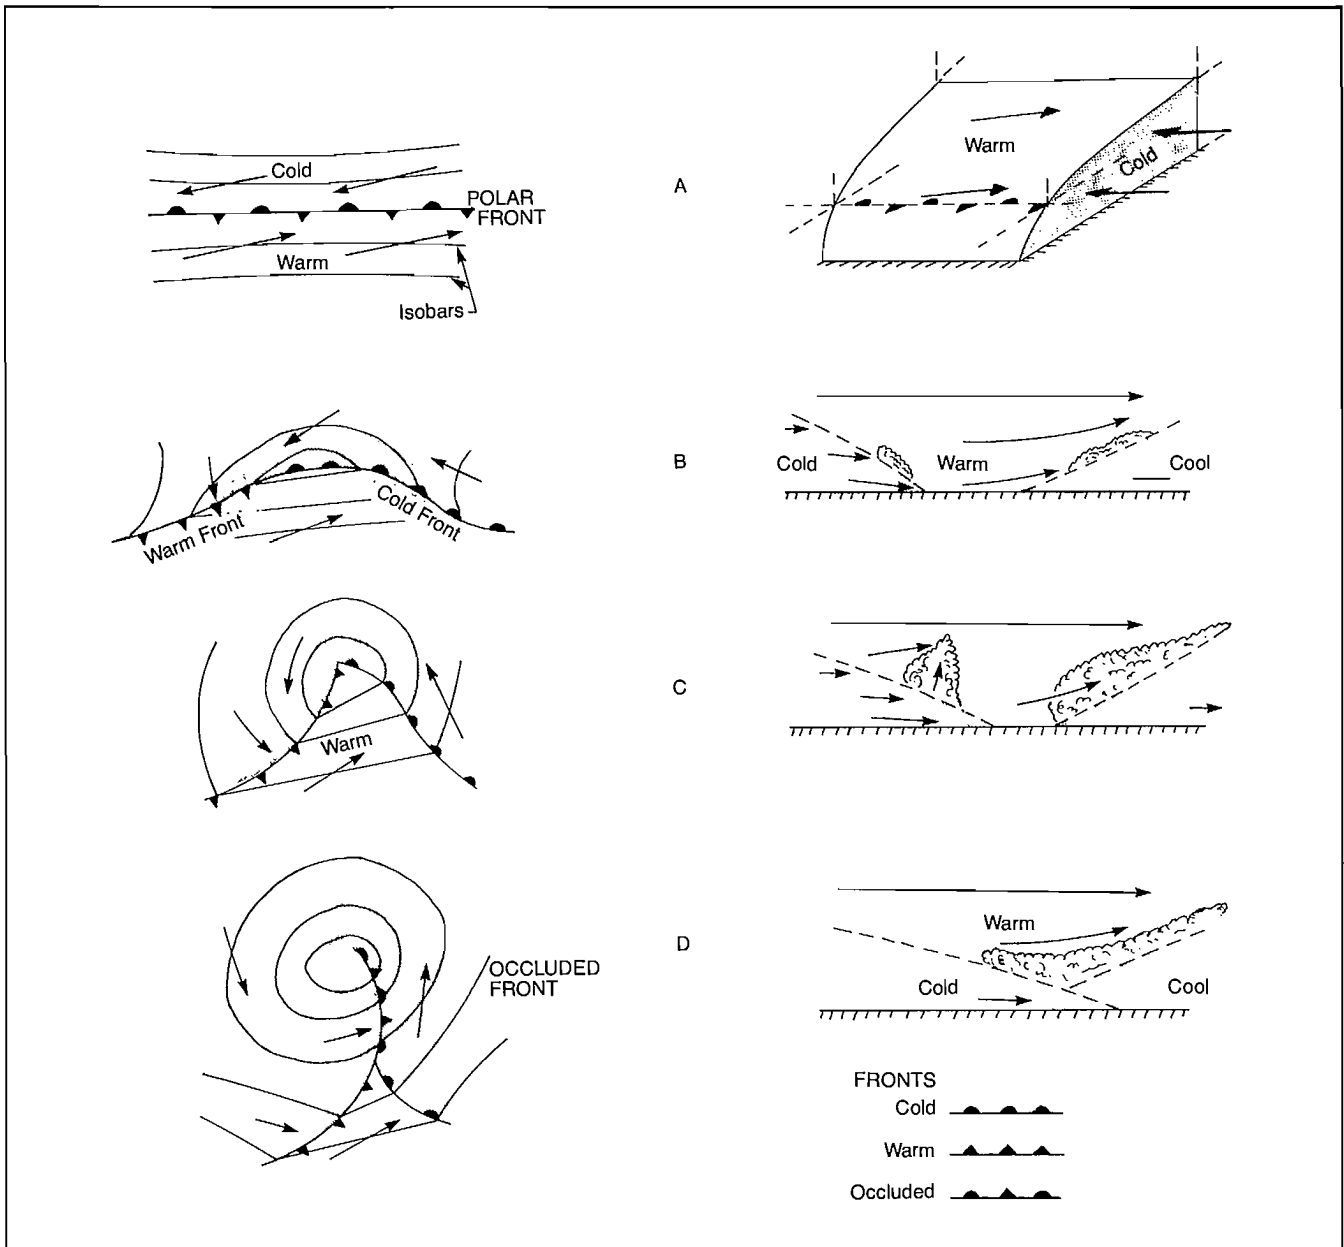 Cold
POLAR
FRONT
Warm
Isobars
A
Warm
Cold
Warm Front
Cold Front
B
Cold
Warm
Cool
Warm
C
OCCLUDED
FRONT
D
Warm
Cold
Cool
FRONTS
Cold
Warm
Occluded